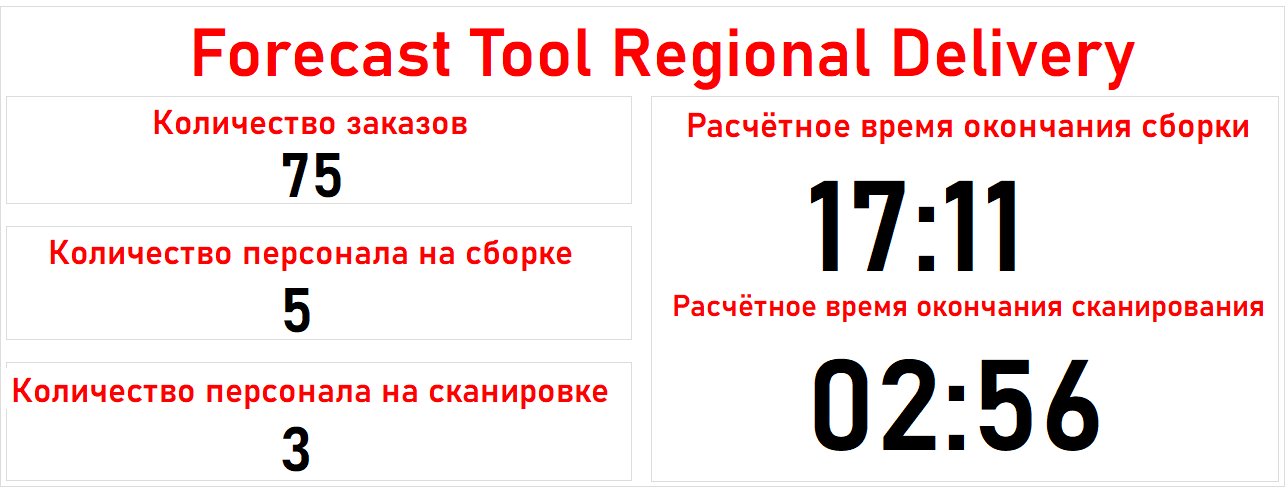 Forecast Tool Regional Delivery
Количество заказов
75
Количество персонала на сборке
5
Количество персонала на сканировке
3
Расчётное время окончания сборки
17:11
Расчётное время окончания сканирования
02:56